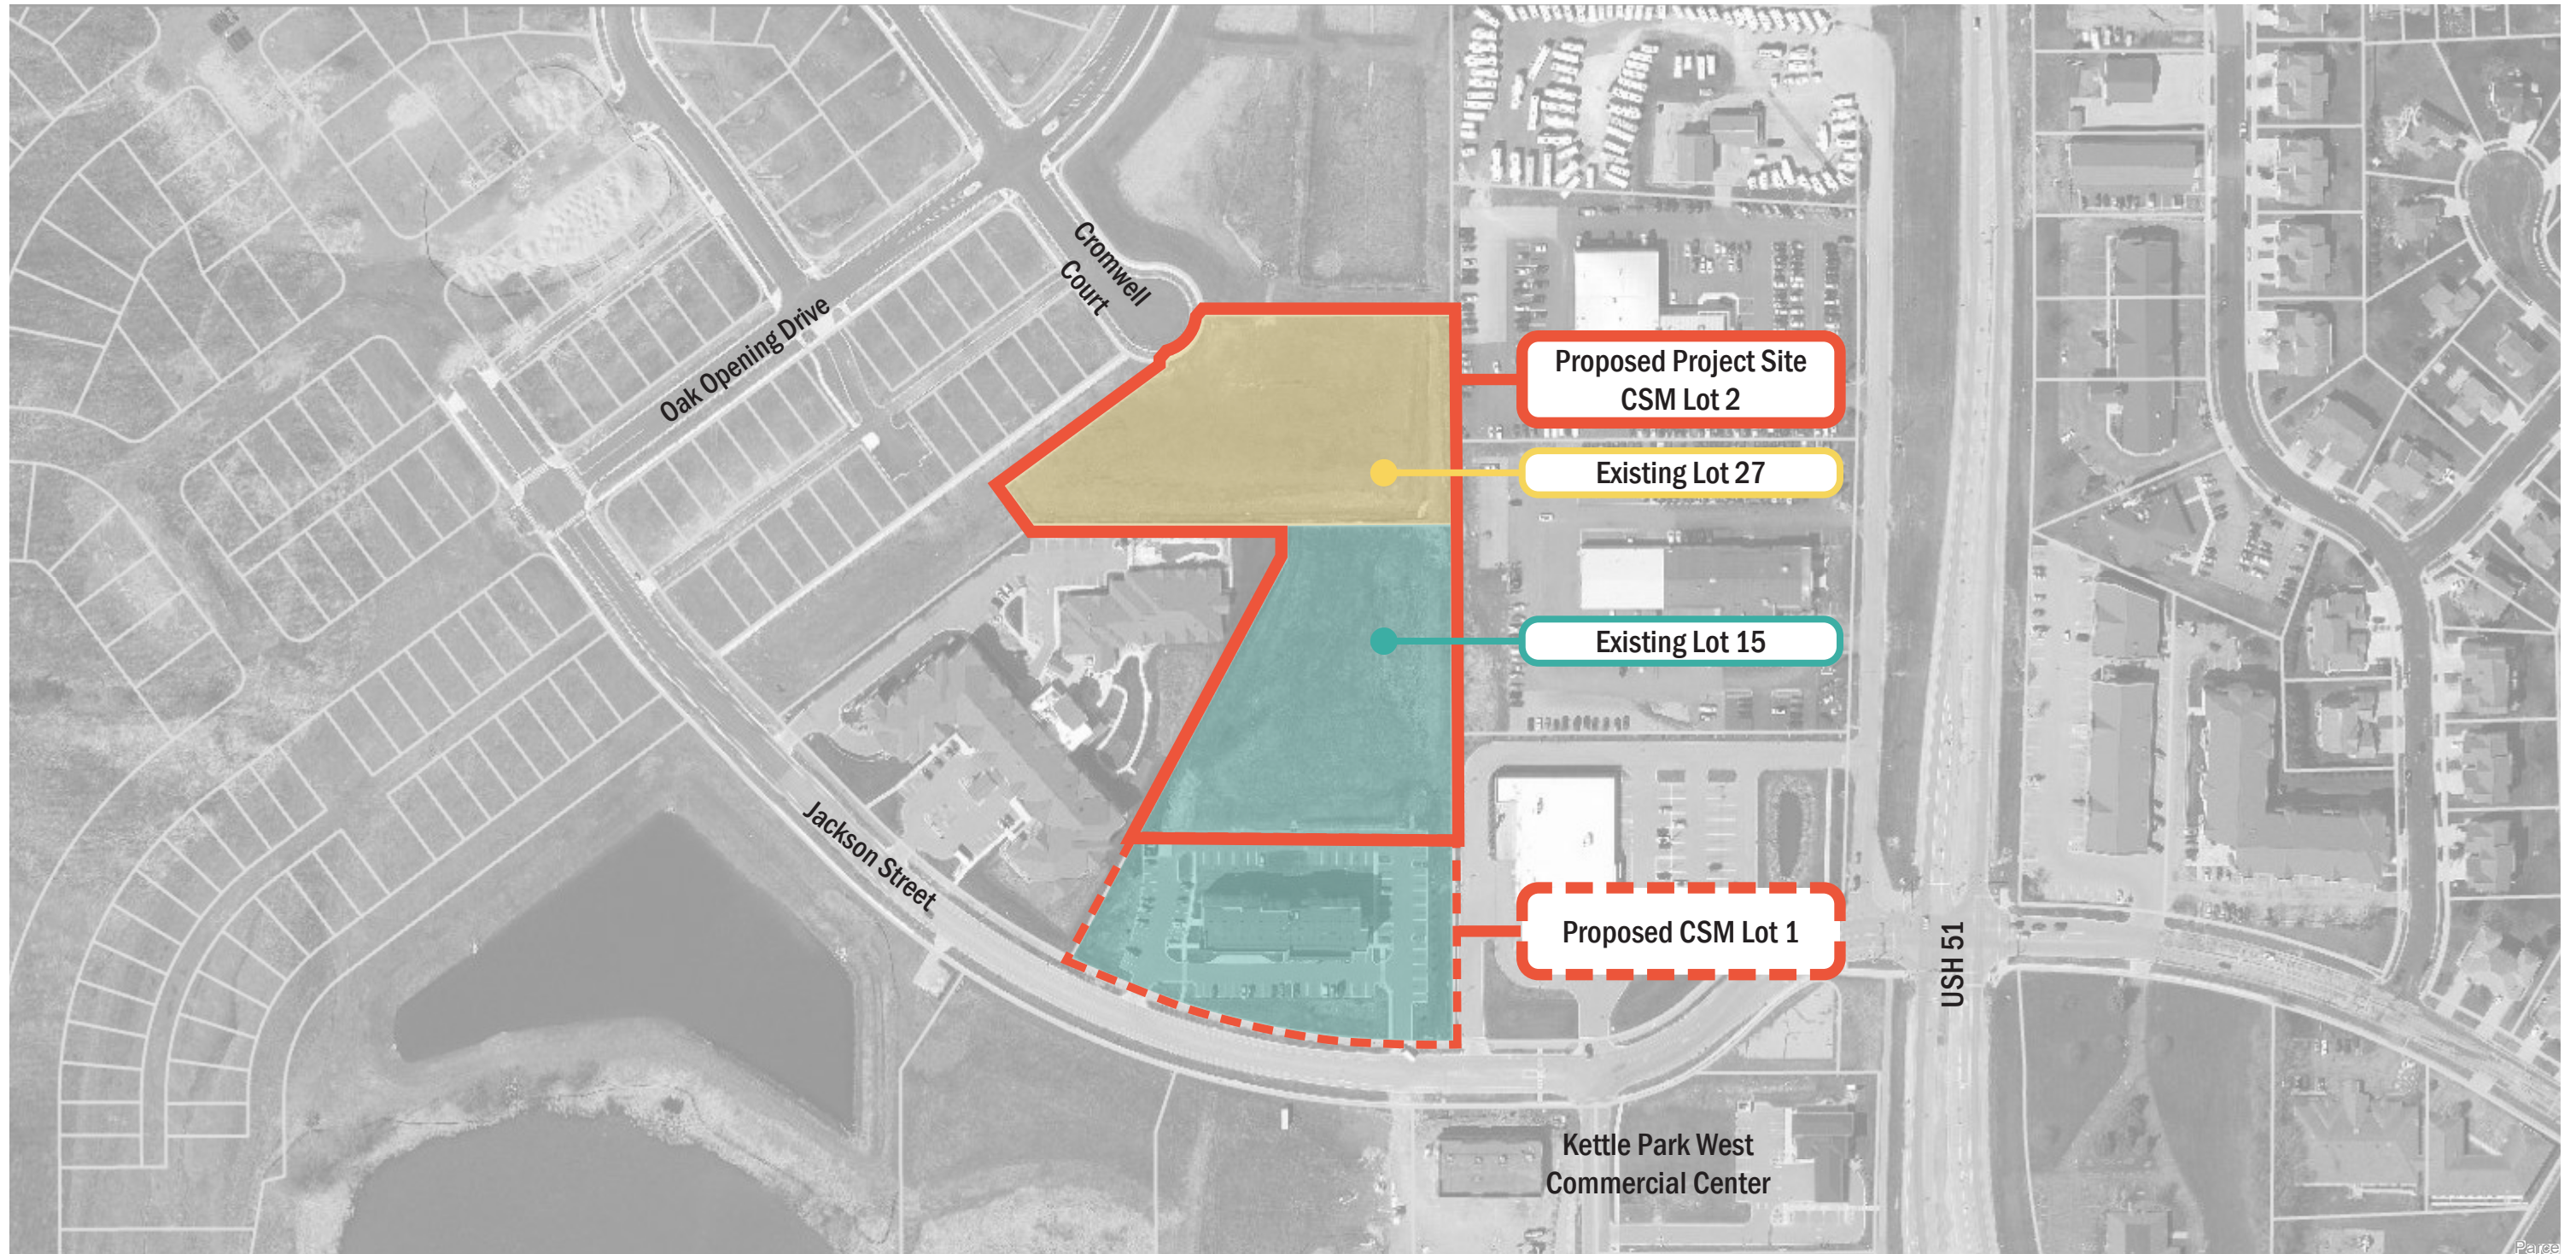 Cromwell
Court
Oak Opening Drive
Proposed Project Site
CSM Lot 2
Existing Lot 27
Existing Lot 15
Jackson Street
Proposed CSM Lot 1
USH 51
Kettle Park West
Commercial Center
Parce